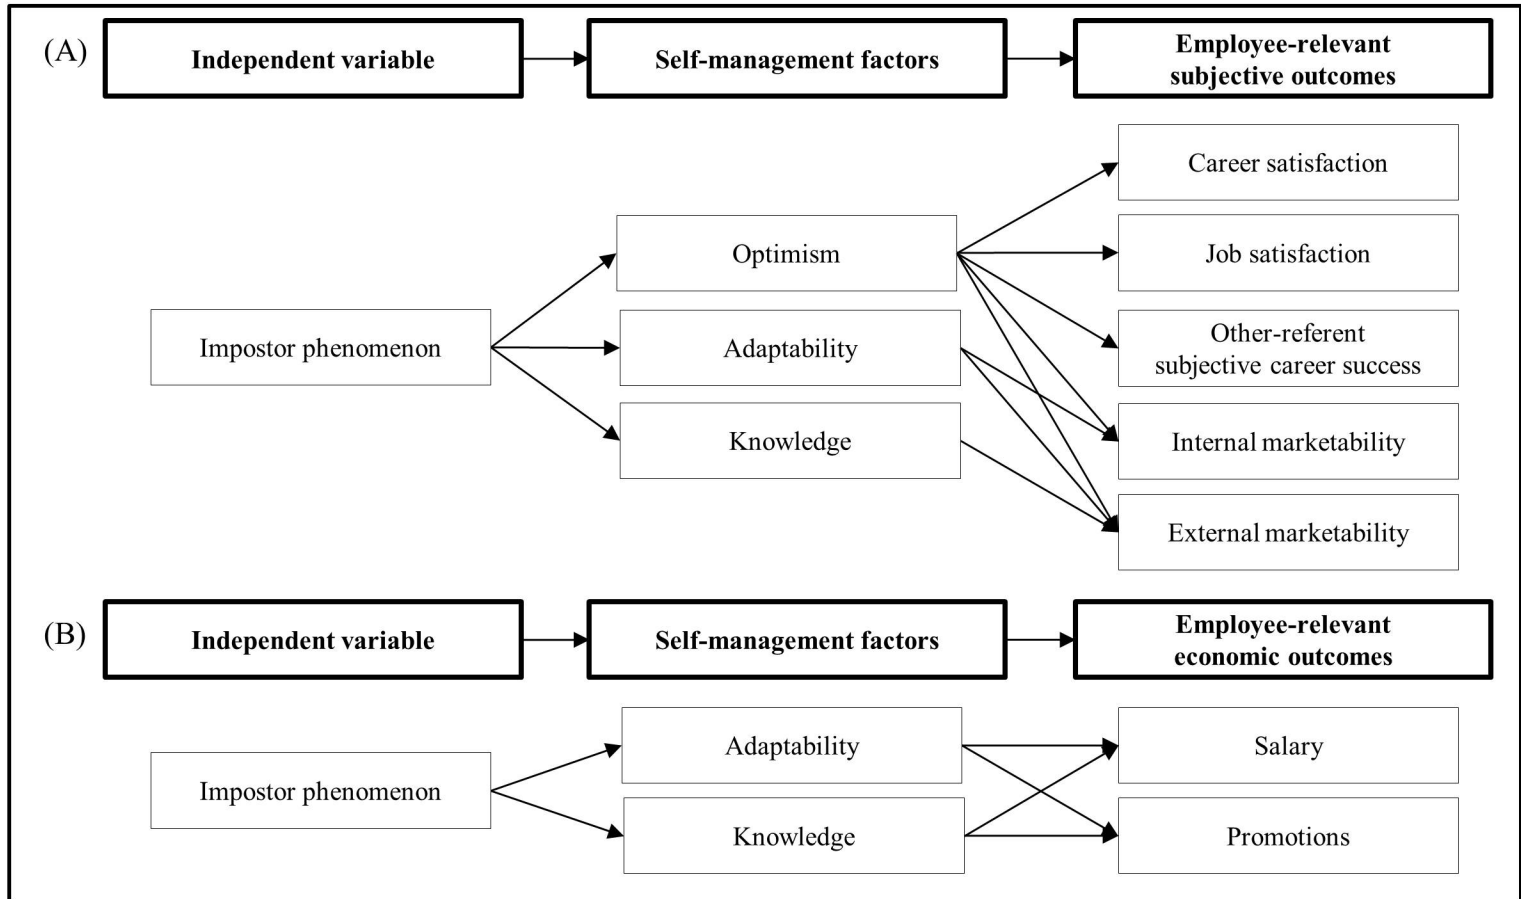 (A)
Independent variable
Self-management factors
Employee-relevant
subjective outcomes
Career satisfaction
Optimism
Job satisfaction
Impostor phenomenon
Adaptability
Other-referent
subjective career success
Knowledge
Internal marketability
External marketability
(B)
Independent variable
Self-management factors
Employee-relevant
economic outcomes
Impostor phenomenon
Adaptability
Salary
Knowledge
Promotions